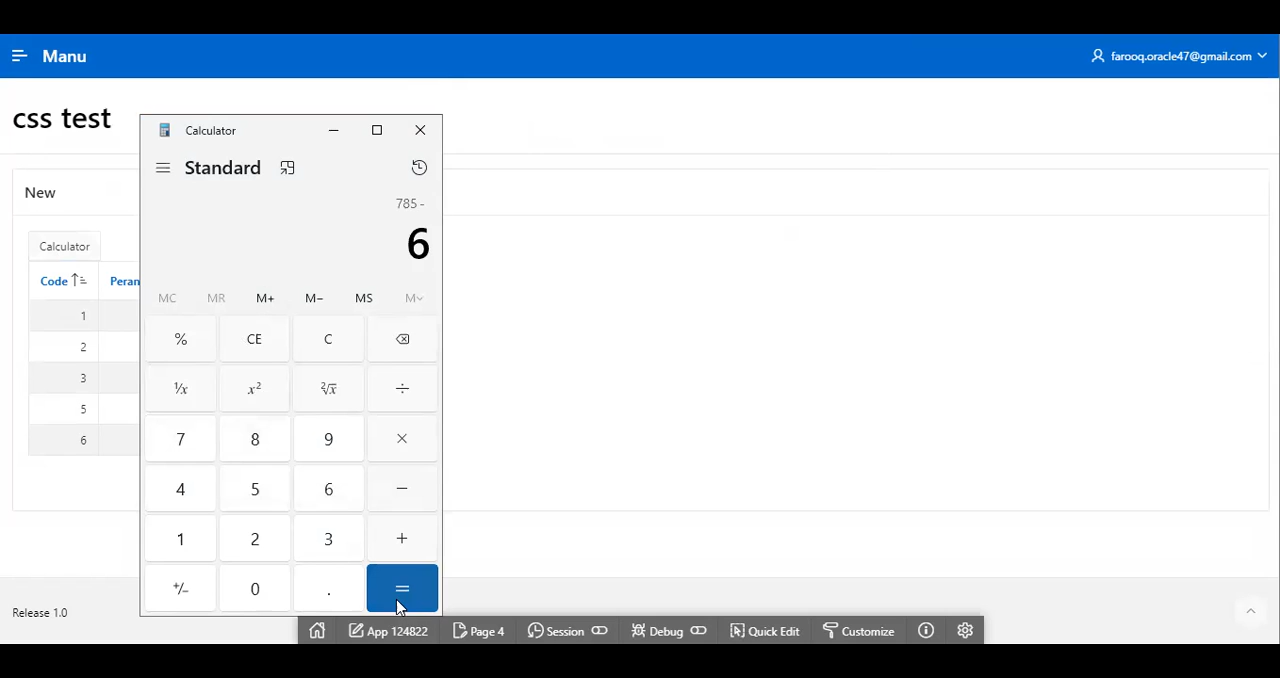 Manu
farooq.oracle47@gmail.com
css test
Calculator
Standard
New
785 -
6
Calculator
Code Peran
MC MR M+ M− MS M
1
2
3
5
6
% CE C
¹/x x² ²√x ÷
7 8 9 ×
4 5 6 −
1 2 3 +
+/− 0 . =
Release 1.0
App 124822 Page 4 Session Debug Quick Edit Customize